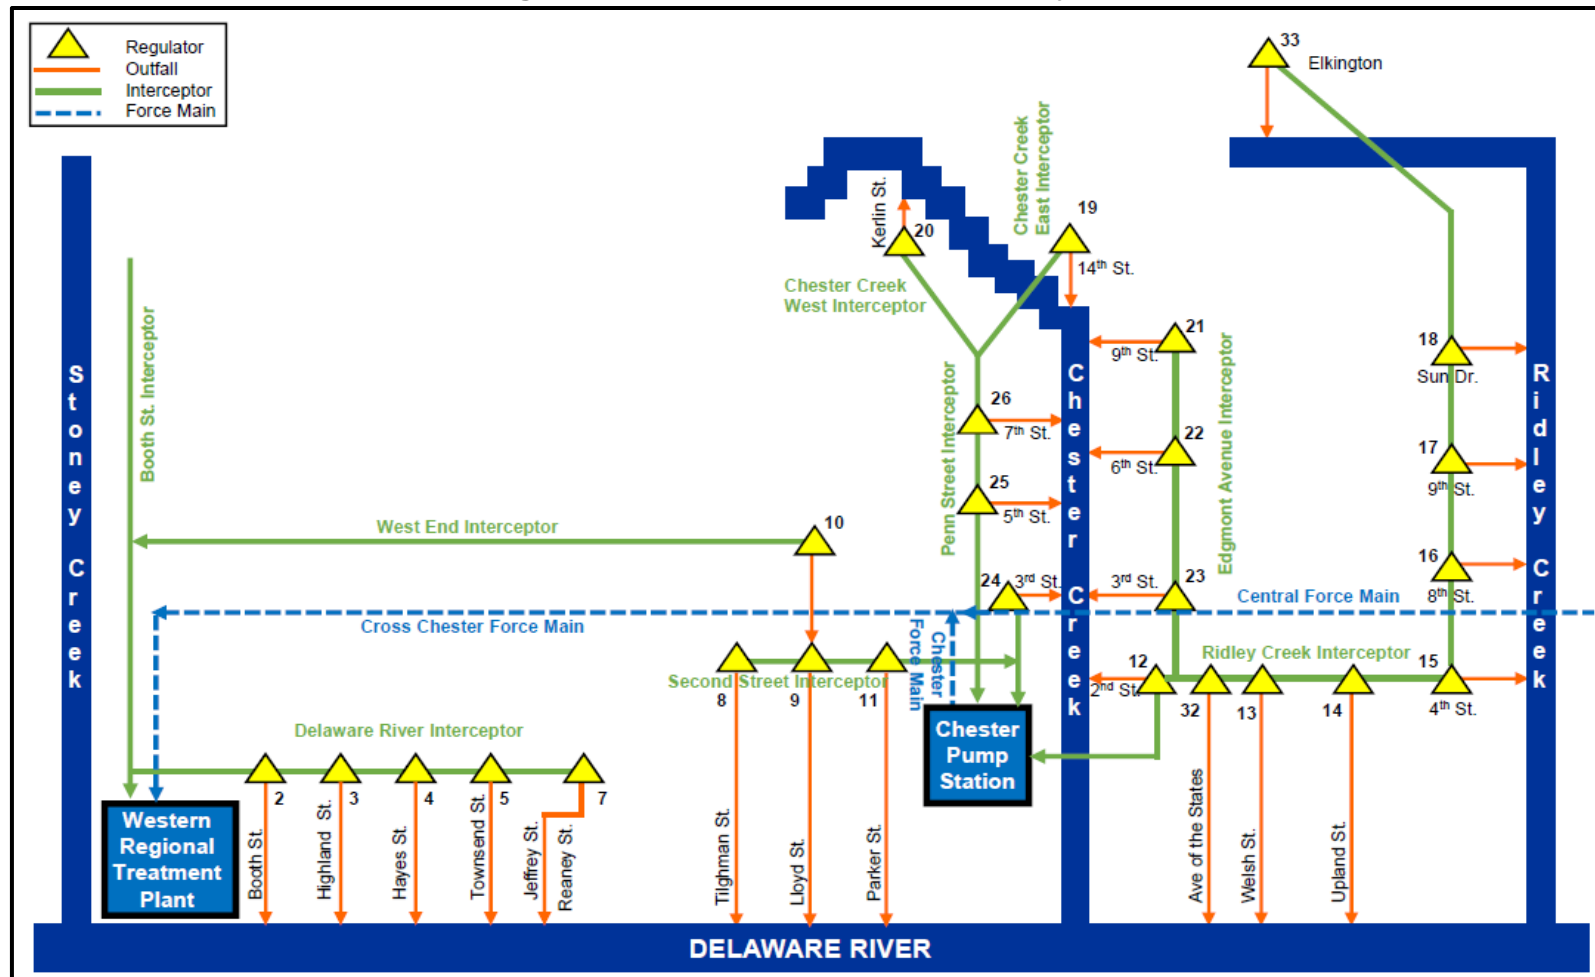 Regulator
Outfall
Interceptor
Force Main
33
Elkington
Chester Creek
East Interceptor
Kerlin St.
20
19
14th St.
Chester Creek
West Interceptor
Booth St. Interceptor
Stoney Creek
21
9th St.
18
Sun Dr.
Chester Creek
Ridley Creek
Penn Street Interceptor
26
7th St.
22
6th St.
Edgmont Avenue Interceptor
17
9th St.
25
5th St.
West End Interceptor
10
16
8th St.
24
3rd St.
3rd St.
23
Central Force Main
Cross Chester Force Main
Chester
Force Main
Ridley Creek Interceptor
12
2nd St.
15
4th St.
Second Street Interceptor
8
9
11
32
13
14
Chester
Pump
Station
Delaware River Interceptor
2
3
4
5
7
Western
Regional
Treatment
Plant
Booth St.
Highland St.
Hayes St.
Townsend St.
Jeffrey St.
Reaney St.
Tilghman St.
Lloyd St.
Parker St.
Ave of the States
Welsh St.
Upland St.
DELAWARE RIVER